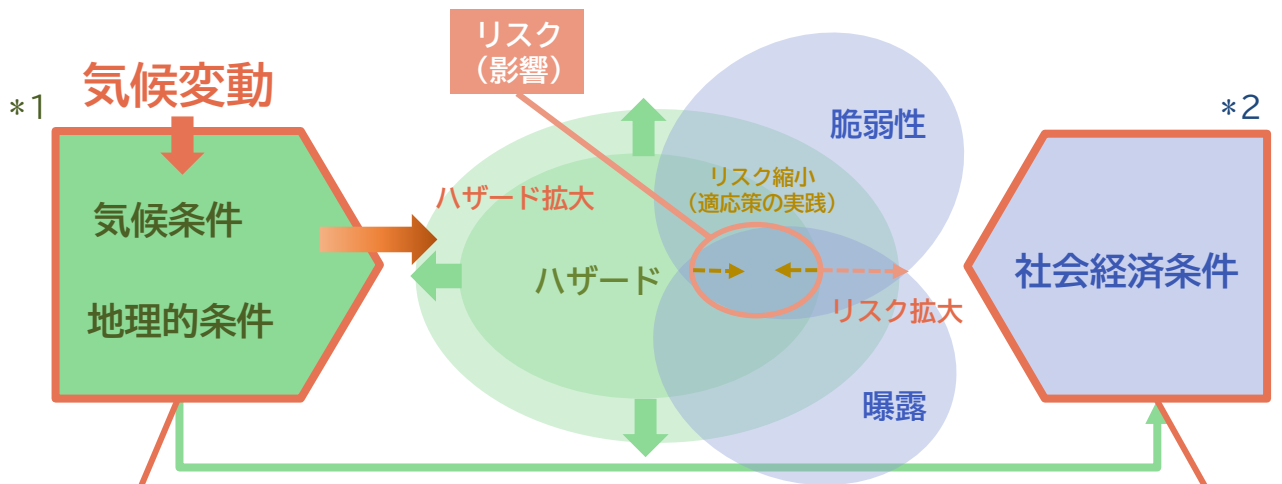 リスク
（影響）
気候変動
*1
*2
脆弱性
リスク縮小
（適応策の実践）
ハザード拡大
気候条件
ハザード
社会経済条件
地理的条件
リスク拡大
曝露